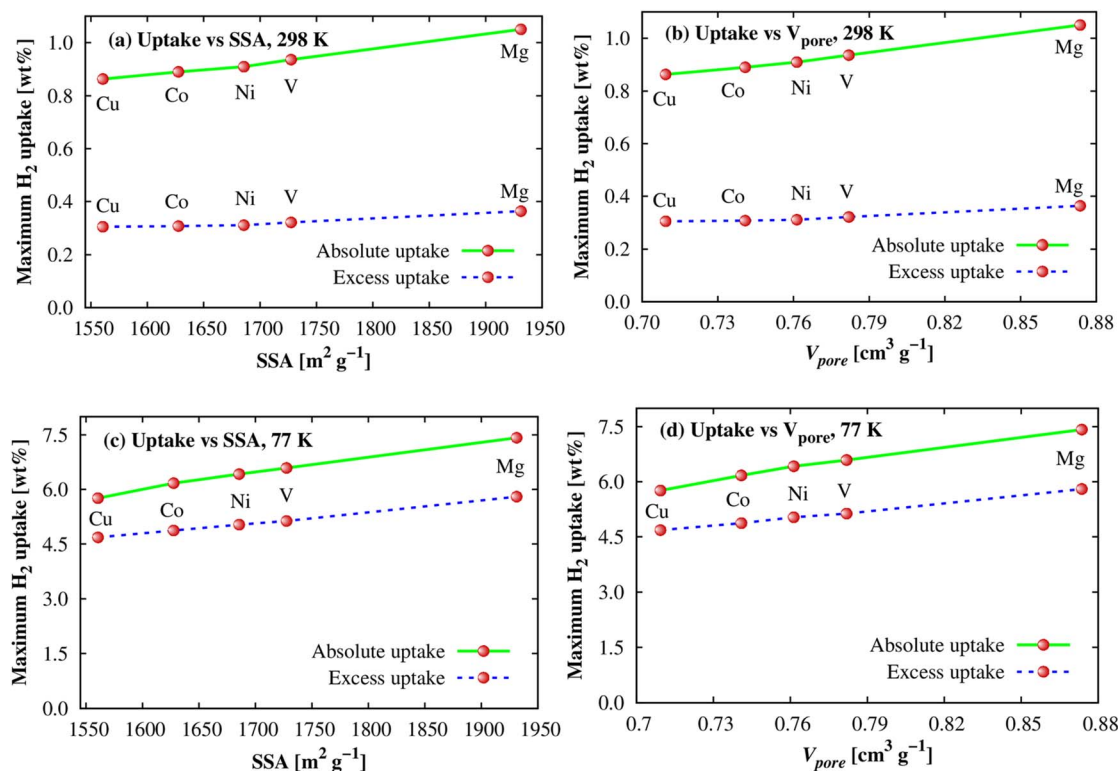 (a) Uptake vs SSA, 298 K
Maximum H₂ uptake [wt%]
1.0
0.8
0.6
0.4
0.2
0.0
Cu Co Ni V Mg
Cu Co Ni V Mg
Absolute uptake
Excess uptake
1550 1600 1650 1700 1750 1800 1850 1900 1950
SSA [m² g⁻¹]
(b) Uptake vs Vpore, 298 K
Maximum H₂ uptake [wt%]
1.0
0.8
0.6
0.4
0.2
0.0
Cu Co Ni V Mg
Cu Co Ni V Mg
Absolute uptake
Excess uptake
0.70 0.73 0.76 0.79 0.82 0.85 0.88
Vpore [cm³ g⁻¹]
(c) Uptake vs SSA, 77 K
Maximum H₂ uptake [wt%]
7.5
6.0
4.5
3.0
1.5
0.0
Cu Co Ni V Mg
Absolute uptake
Excess uptake
1550 1600 1650 1700 1750 1800 1850 1900 1950
SSA [m² g⁻¹]
(d) Uptake vs Vpore, 77 K
Maximum H₂ uptake [wt%]
7.5
6.0
4.5
3.0
1.5
0.0
Cu Co Ni V Mg
Absolute uptake
Excess uptake
0.7 0.73 0.76 0.79 0.82 0.85 0.88
Vpore [cm³ g⁻¹]